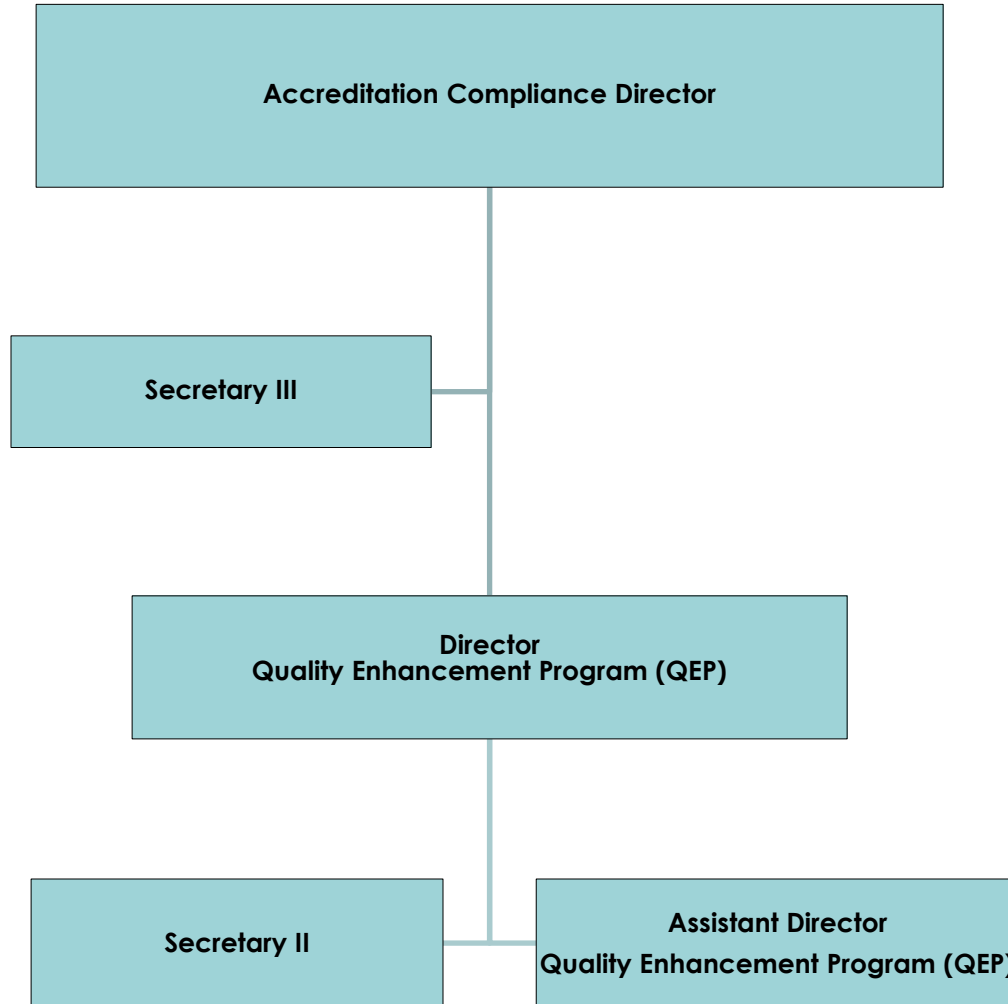 Accreditation Compliance Director
Secretary III
Director
Quality Enhancement Program (QEP)
Secretary II
Assistant Director
Quality Enhancement Program (QEP)